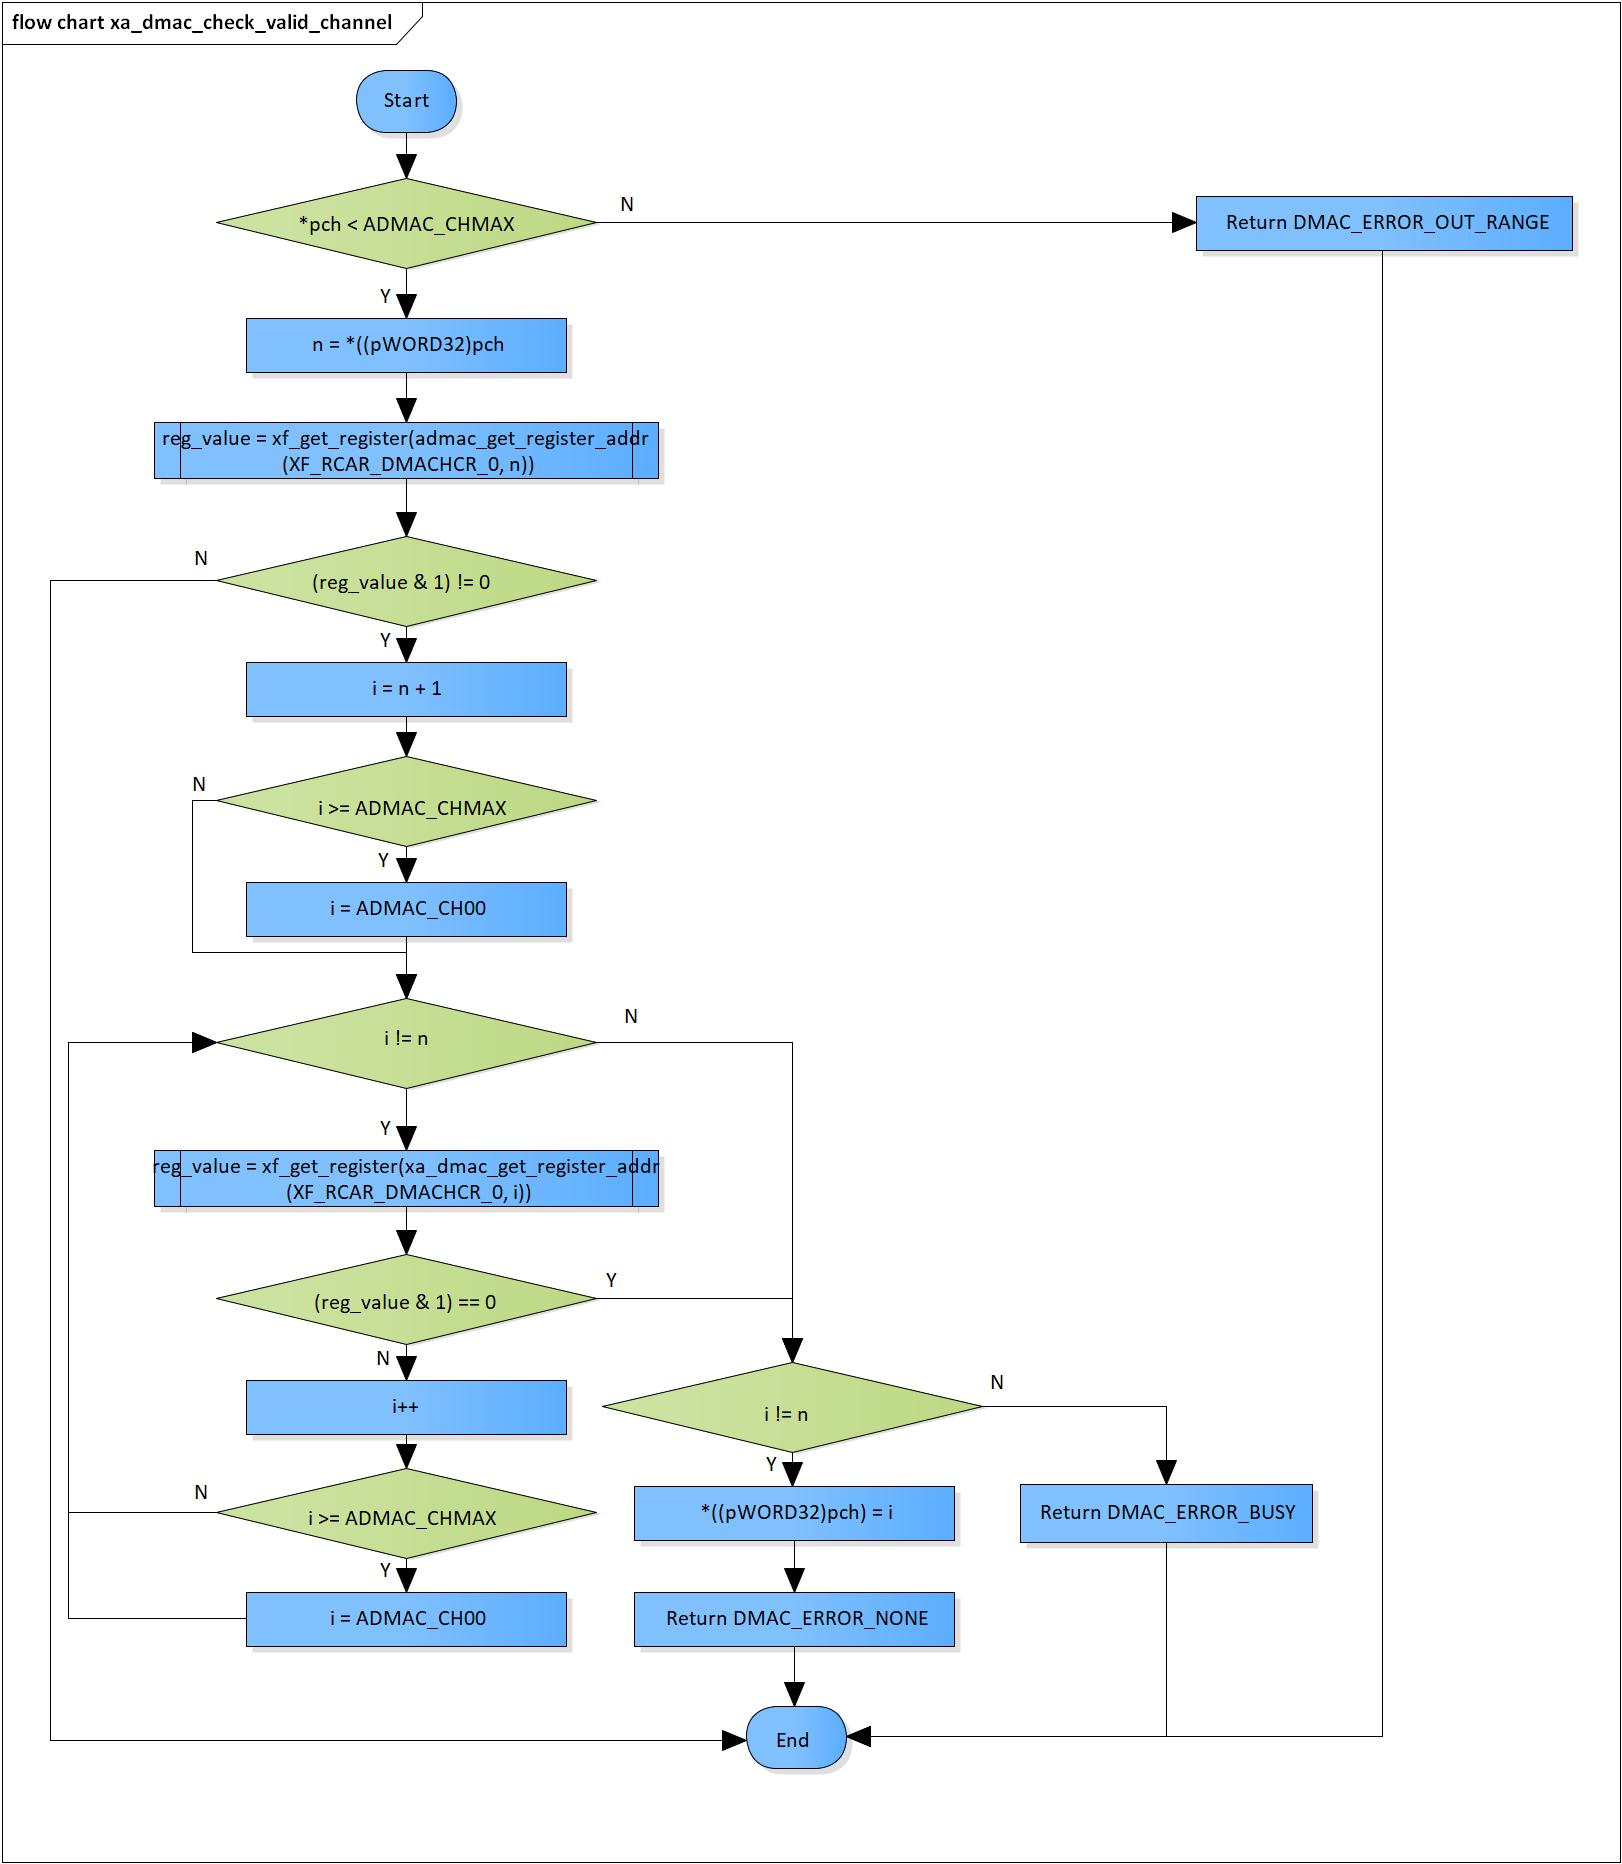 flow chart xa_dmac_check_valid_channel
Start
*pch < ADMAC_CHMAX
N
Return DMAC_ERROR_OUT_RANGE
Y
n = *((pWORD32)pch
reg_value = xf_get_register(admac_get_register_addr
(XF_RCAR_DMACHCR_0, n))
N
(reg_value & 1) != 0
Y
i = n + 1
N
i >= ADMAC_CHMAX
Y
i = ADMAC_CH00
i != n
N
Y
reg_value = xf_get_register(xa_dmac_get_register_addr
(XF_RCAR_DMACHCR_0, i))
(reg_value & 1) == 0
Y
N
i++
i != n
N
Y
N
i >= ADMAC_CHMAX
*((pWORD32)pch) = i
Return DMAC_ERROR_BUSY
Y
i = ADMAC_CH00
Return DMAC_ERROR_NONE
End